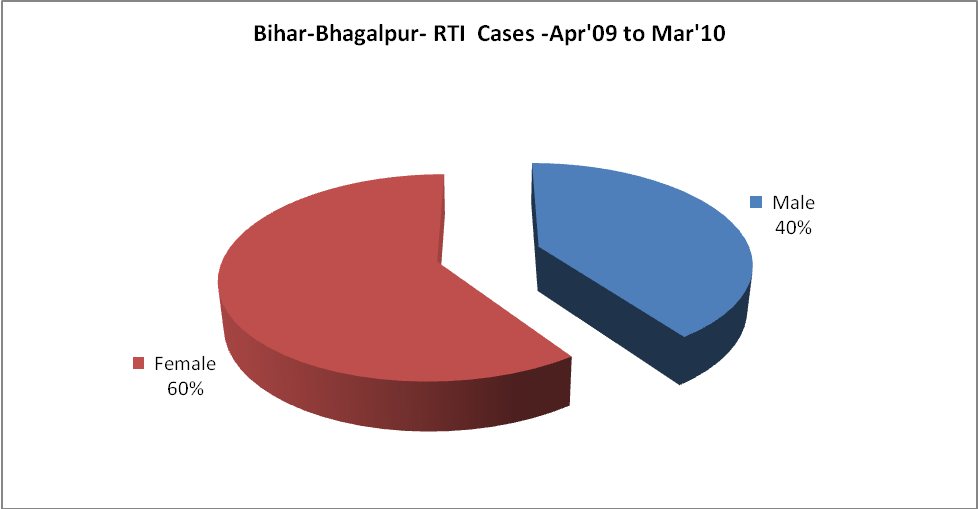 Bihar-Bhagalpur- RTI  Cases -Apr'09 to Mar'10
Male
40%
Female
60%